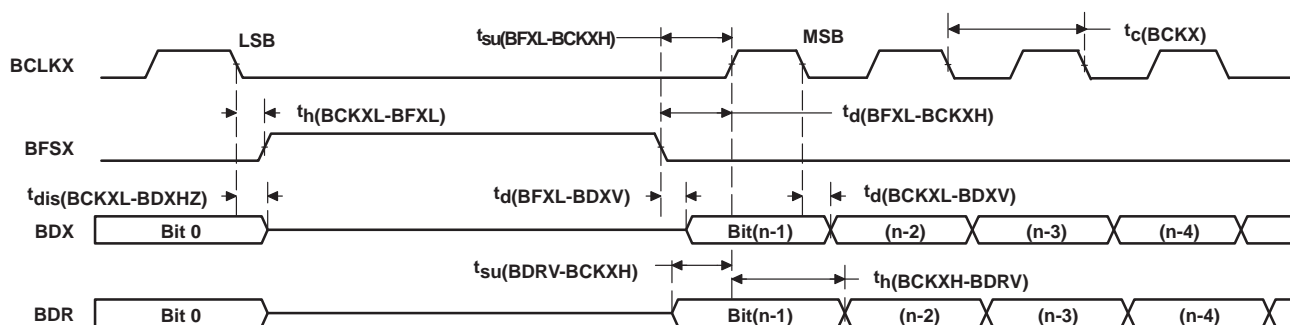 LSB
tsu(BFXL-BCKXH)
MSB
tc(BCKX)
BCLKX
th(BCKXL-BFXL)
td(BFXL-BCKXH)
BFSX
tdis(BCKXL-BDXHZ)
td(BFXL-BDXV)
td(BCKXL-BDXV)
BDX Bit 0 Bit(n-1) (n-2) (n-3) (n-4)
tsu(BDRV-BCKXH)
th(BCKXH-BDRV)
BDR Bit 0 Bit(n-1) (n-2) (n-3) (n-4)